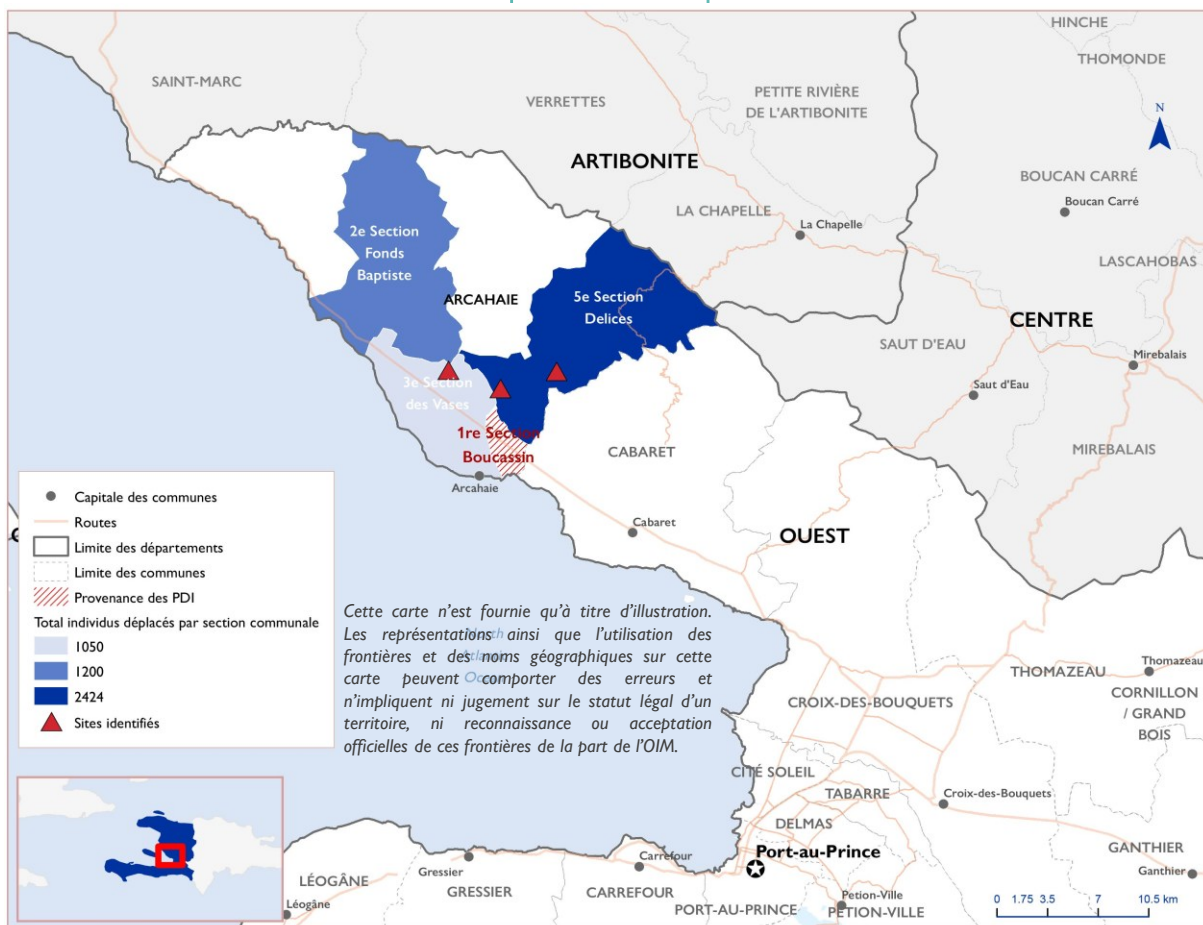 HINCHE
THOMONDE
SAINT-MARC
VERRETTES
PETITE RIVIÈRE
DE L'ARTIBONITE
N
ARTIBONITE
BOUCAN CARRÉ
Boucan Carré
LA CHAPELLE
La Chapelle
2e Section
Fonds
Baptiste
LASCAHOBAS
ARCAHAIE
5e Section
Delices
CENTRE
SAUT D'EAU
Mirebalais
3e Section
des Vases
Saut d'Eau
1re Section
Boucassin
CABARET
MIREBALAIS
Arcahaie
Cabaret
OUEST
Capitale des communes
Routes
Limite des départements
Limite des communes
Provenance des PDI
Total individus déplacés par section communale
1050
1200
2424
Sites identifiés
Cette carte n'est fournie qu'à titre d'illustration.
Les représentations ainsi que l'utilisation des
frontières et des noms géographiques sur cette
carte peuvent comporter des erreurs et
n'impliquent ni jugement sur le statut légal d'un
territoire, ni reconnaissance ou acceptation
officielles de ces frontières de la part de l'OIM.
North
Atlantic
Ocean
THOMAZEAU
Thomazeau
CORNILLON
/ GRAND
BOIS
CROIX-DES-BOUQUETS
CITÉ SOLEIL
TABARRE
Croix-des-Bouquets
DELMAS
Port-au-Prince
GANTHIER
Ganthier
Gressier
Carrefour
LÉOGÂNE
GRESSIER
CARREFOUR
Léogâne
PORT-AU-PRINCE
Petion-Ville
PÉTION-VILLE
0 1.75 3.5 7 10.5 km